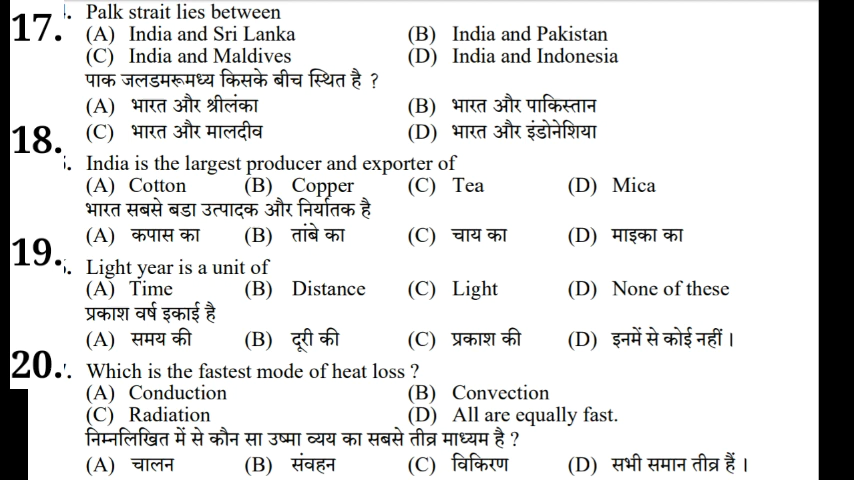 17. Palk strait lies between
(A) India and Sri Lanka (B) India and Pakistan
(C) India and Maldives (D) India and Indonesia
पाक जलडमरूमध्य किसके बीच स्थित है ?
(A) भारत और श्रीलंका (B) भारत और पाकिस्तान
(C) भारत और मालदीव (D) भारत और इंडोनेशिया
18. India is the largest producer and exporter of
(A) Cotton (B) Copper (C) Tea (D) Mica
भारत सबसे बडा उत्पादक और निर्यातक है
(A) कपास का (B) तांबे का (C) चाय का (D) माइका का
19. Light year is a unit of
(A) Time (B) Distance (C) Light (D) None of these
प्रकाश वर्ष इकाई है
(A) समय की (B) दूरी की (C) प्रकाश की (D) इनमें से कोई नहीं ।
20. Which is the fastest mode of heat loss ?
(A) Conduction (B) Convection
(C) Radiation (D) All are equally fast.
निम्नलिखित में से कौन सा उष्मा व्यय का सबसे तीव्र माध्यम है ?
(A) चालन (B) संवहन (C) विकिरण (D) सभी समान तीव्र हैं ।